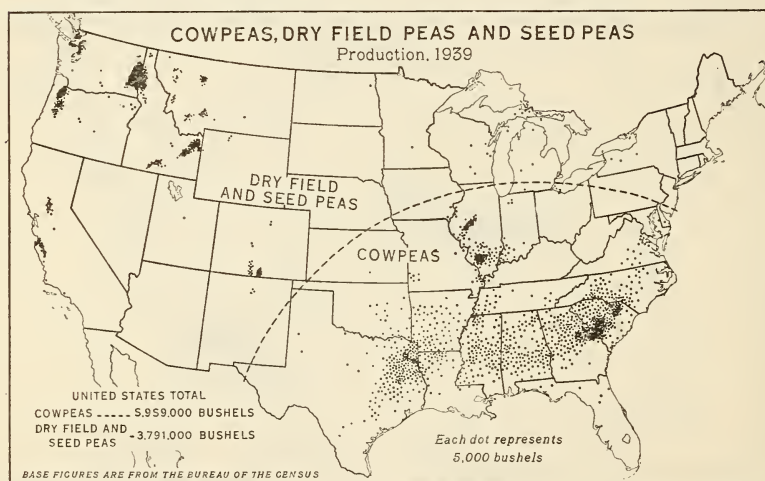 COWPEAS, DRY FIELD PEAS AND SEED PEAS
Production, 1939
DRY FIELD
AND SEED PEAS
COWPEAS
UNITED STATES TOTAL
COWPEAS ----- 5,959,000 BUSHELS
DRY FIELD AND
SEED PEAS - 3,791,000 BUSHELS
Each dot represents
5,000 bushels
BASE FIGURES ARE FROM THE BUREAU OF THE CENSUS